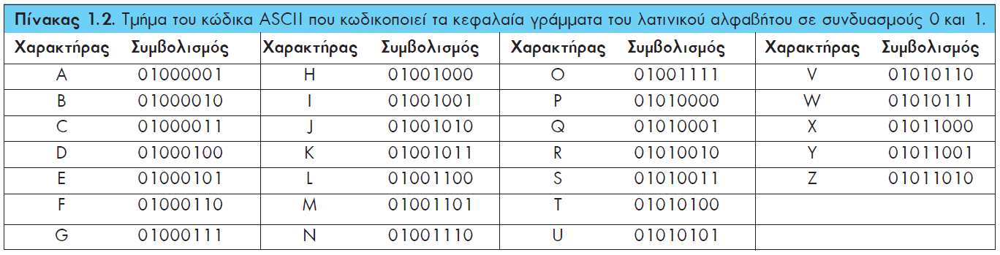 Πίνακας 1.2. Τμήμα του κώδικα ASCII που κωδικοποιεί τα κεφαλαία γράμματα του λατινικού αλφαβήτου σε συνδυασμούς 0 και 1.
Χαρακτήρας Συμβολισμός Χαρακτήρας Συμβολισμός Χαρακτήρας Συμβολισμός Χαρακτήρας Συμβολισμός
A 01000001 H 01001000 O 01001111 V 01010110
B 01000010 I 01001001 P 01010000 W 01010111
C 01000011 J 01001010 Q 01010001 X 01011000
D 01000100 K 01001011 R 01010010 Y 01011001
E 01000101 L 01001100 S 01010011 Z 01011010
F 01000110 M 01001101 T 01010100
G 01000111 N 01001110 U 01010101